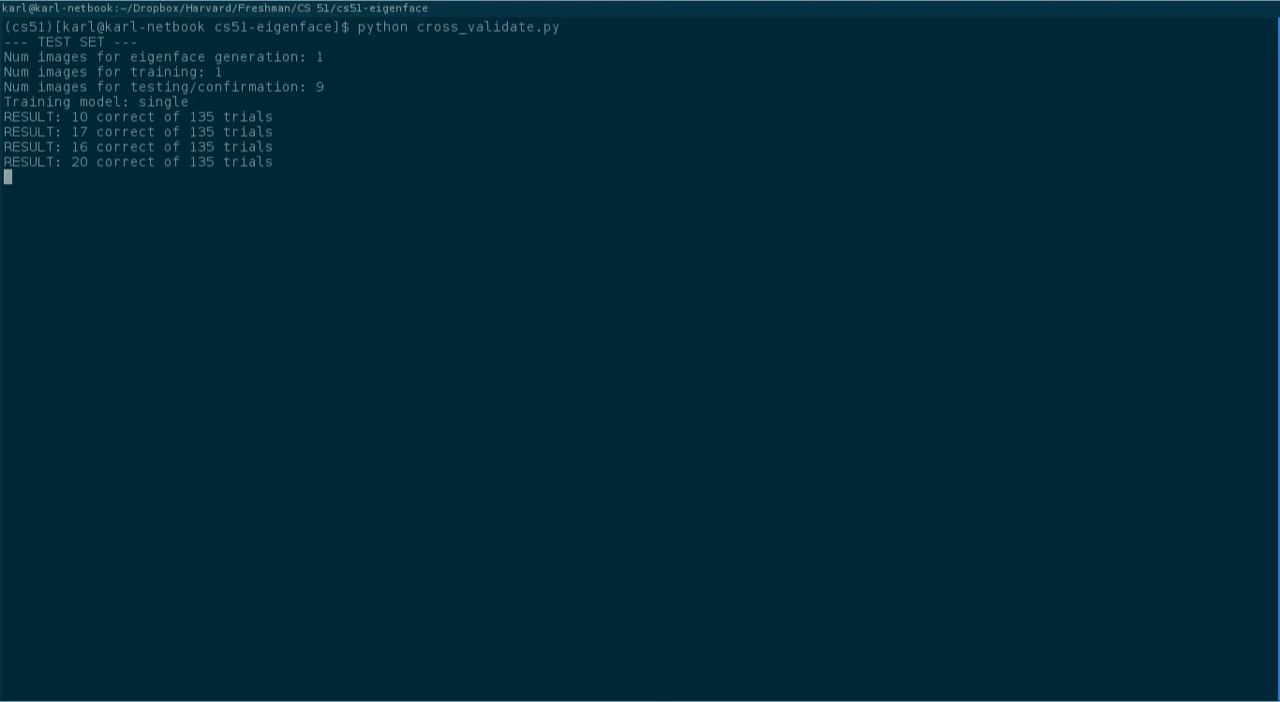 karl@karl-netbook:~/Dropbox/Harvard/Freshman/CS 51/cs51-eigenface
(cs51)[karl@karl-netbook cs51-eigenface]$ python cross_validate.py
--- TEST SET ---
Num images for eigenface generation: 1
Num images for training: 1
Num images for testing/confirmation: 9
Training model: single
RESULT: 10 correct of 135 trials
RESULT: 17 correct of 135 trials
RESULT: 16 correct of 135 trials
RESULT: 20 correct of 135 trials